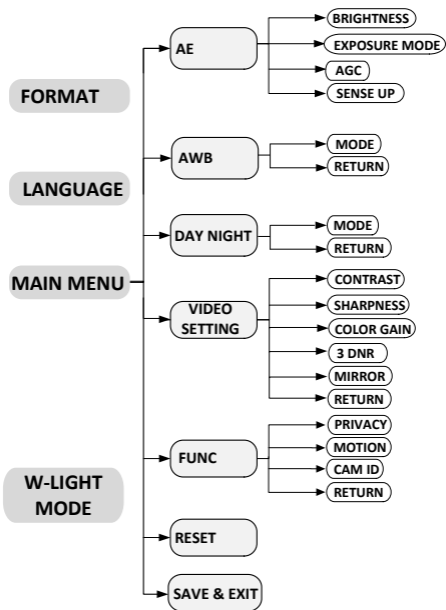 FORMAT
LANGUAGE
MAIN MENU
W-LIGHT
MODE
AE
BRIGHTNESS
EXPOSURE MODE
AGC
SENSE UP
AWB
MODE
RETURN
DAY NIGHT
MODE
RETURN
VIDEO
SETTING
CONTRAST
SHARPNESS
COLOR GAIN
3 DNR
MIRROR
RETURN
FUNC
PRIVACY
MOTION
CAM ID
RETURN
RESET
SAVE & EXIT